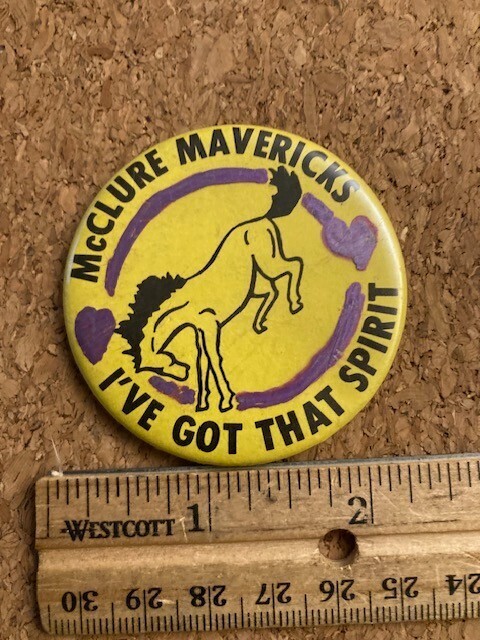 McCLURE MAVERICKS
I'VE GOT THAT SPIRIT
WESTCOTT 1 2
30 29 28 27 26 25 24